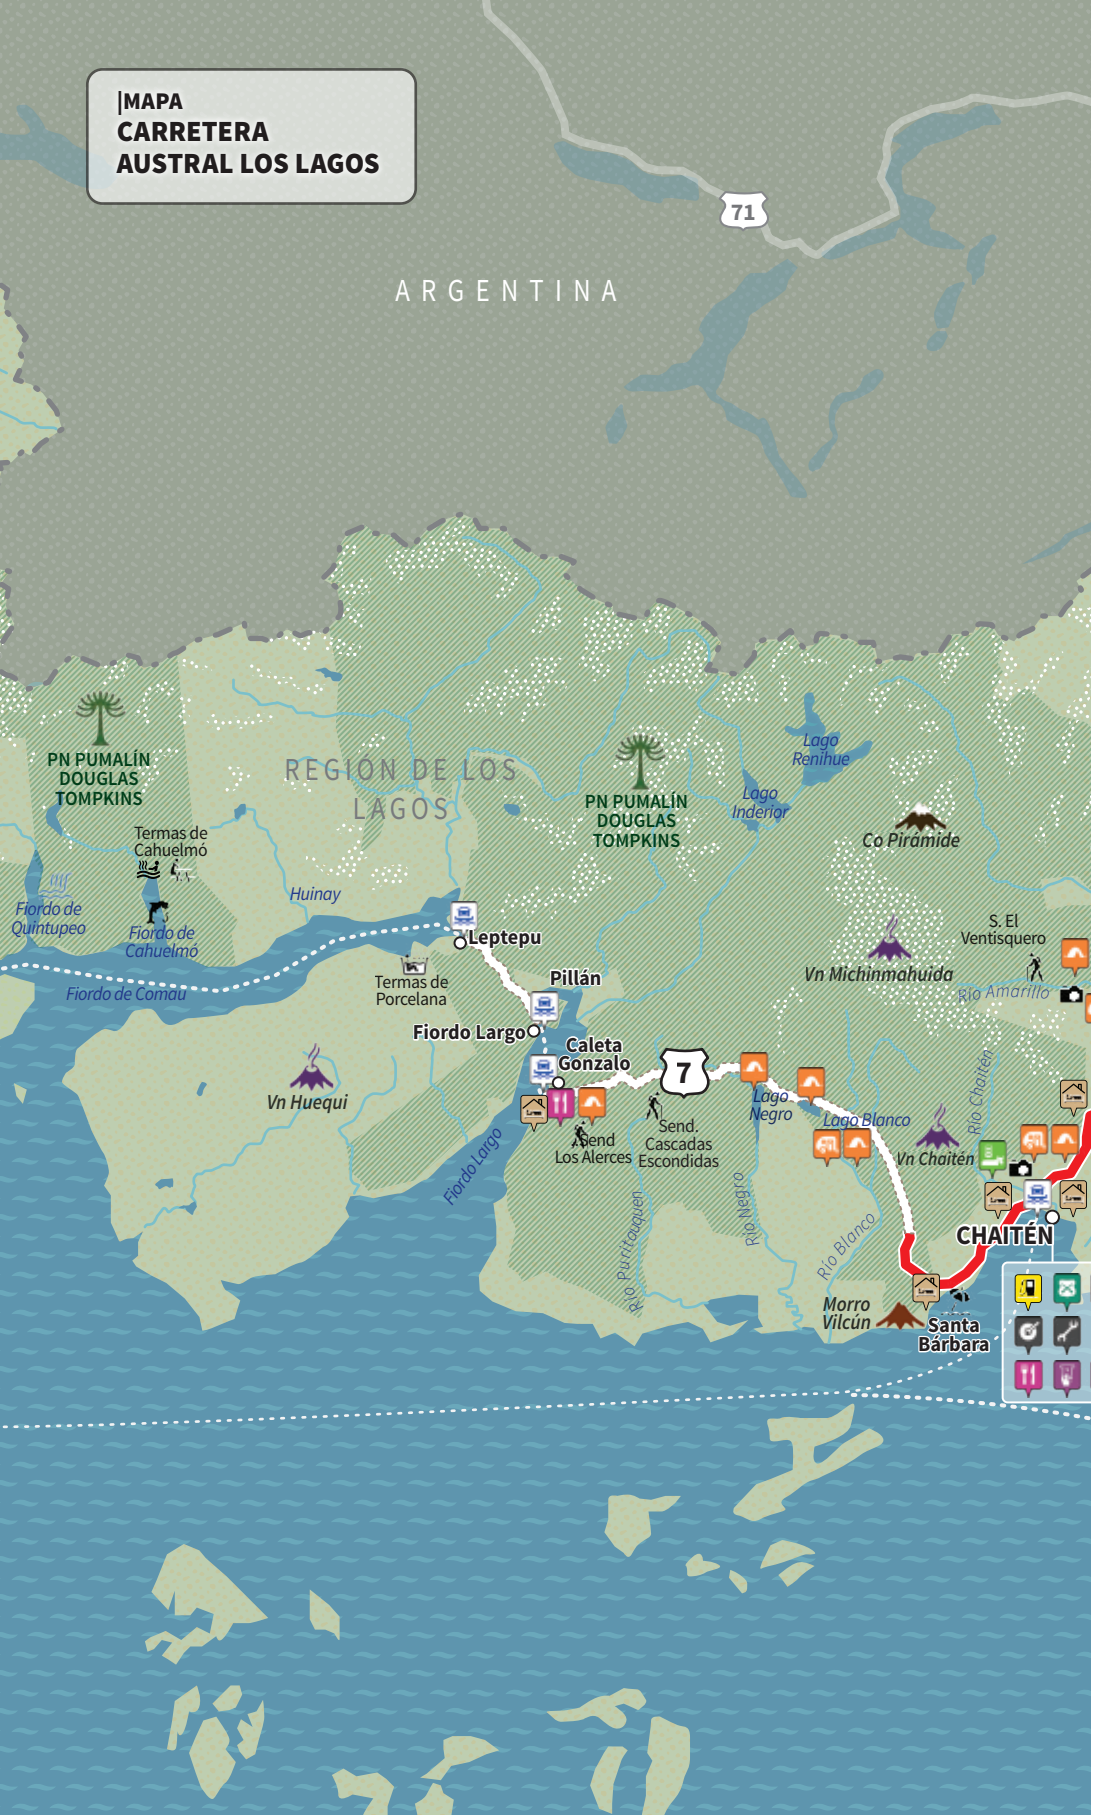 |MAPA
CARRETERA
AUSTRAL LOS LAGOS
71
ARGENTINA
PN PUMALÍN
DOUGLAS
TOMPKINS
REGIÓN DE LOS
LAGOS
PN PUMALÍN
DOUGLAS
TOMPKINS
Lago
Renihue
Lago
Inderior
Co Pirámide
Termas de
Cahuelmó
Fiordo de
Quintupeo
Fiordo de
Cahuelmó
Huinay
Leptepu
S. El
Ventisquero
Vn Michinmahuida
Río Amarillo
Fiordo de Comau
Termas de
Porcelana
Pillán
Fiordo Largo
Caleta
Gonzalo
7
Vn Huequi
Lago
Negro
Lago Blanco
Río Chaiten
Send
Los Alerces
Send.
Cascadas
Escondidas
Vn Chaitén
Fiordo Largo
Río Puritauquen
Río Negro
Río Blanco
CHAITÉN
Morro
Vilcún
Santa
Bárbara